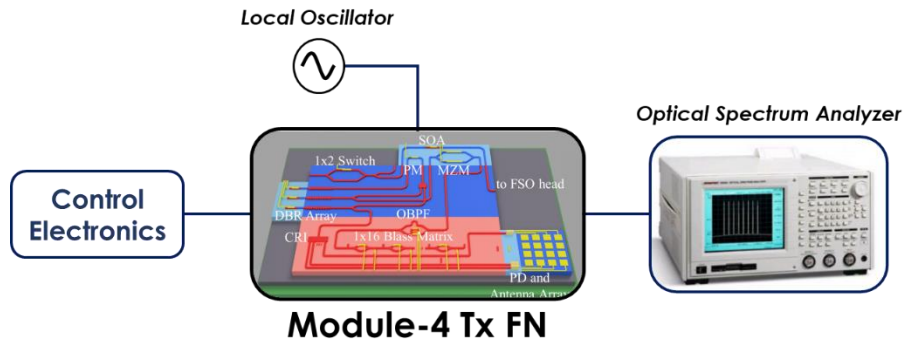 Local Oscillator
Optical Spectrum Analyzer
SOA
1x2 Switch
PM
MZM
to FSO head
Control
Electronics
DBR Array
OBPF
CRI
1x16 Blass Matrix
PD and
Antenna Array
Module-4 Tx FN